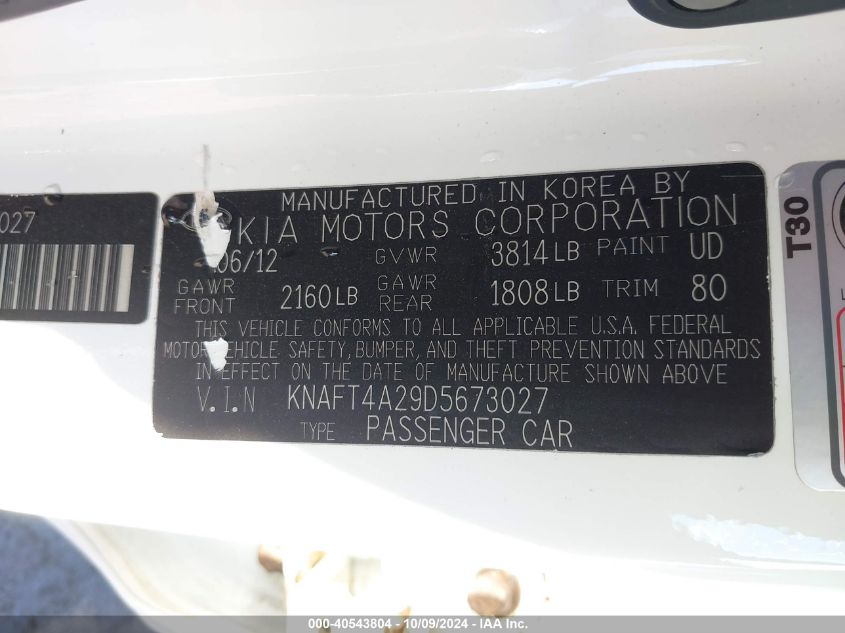 MANUFACTURED IN KOREA BY
KIA MOTORS CORPORATION
06/12 GVWR 3814 LB PAINT UD
GAWR FRONT 2160 LB GAWR REAR 1808 LB TRIM 80
THIS VEHICLE CONFORMS TO ALL APPLICABLE U.S.A. FEDERAL
MOTOR VEHICLE SAFETY, BUMPER, AND THEFT PREVENTION STANDARDS
IN EFFECT ON THE DATE OF MANUFACTURE SHOWN ABOVE
V.I.N KNAFT4A29D5673027
TYPE PASSENGER CAR
027
T30
000-40543804 - 10/09/2024 - IAA Inc.